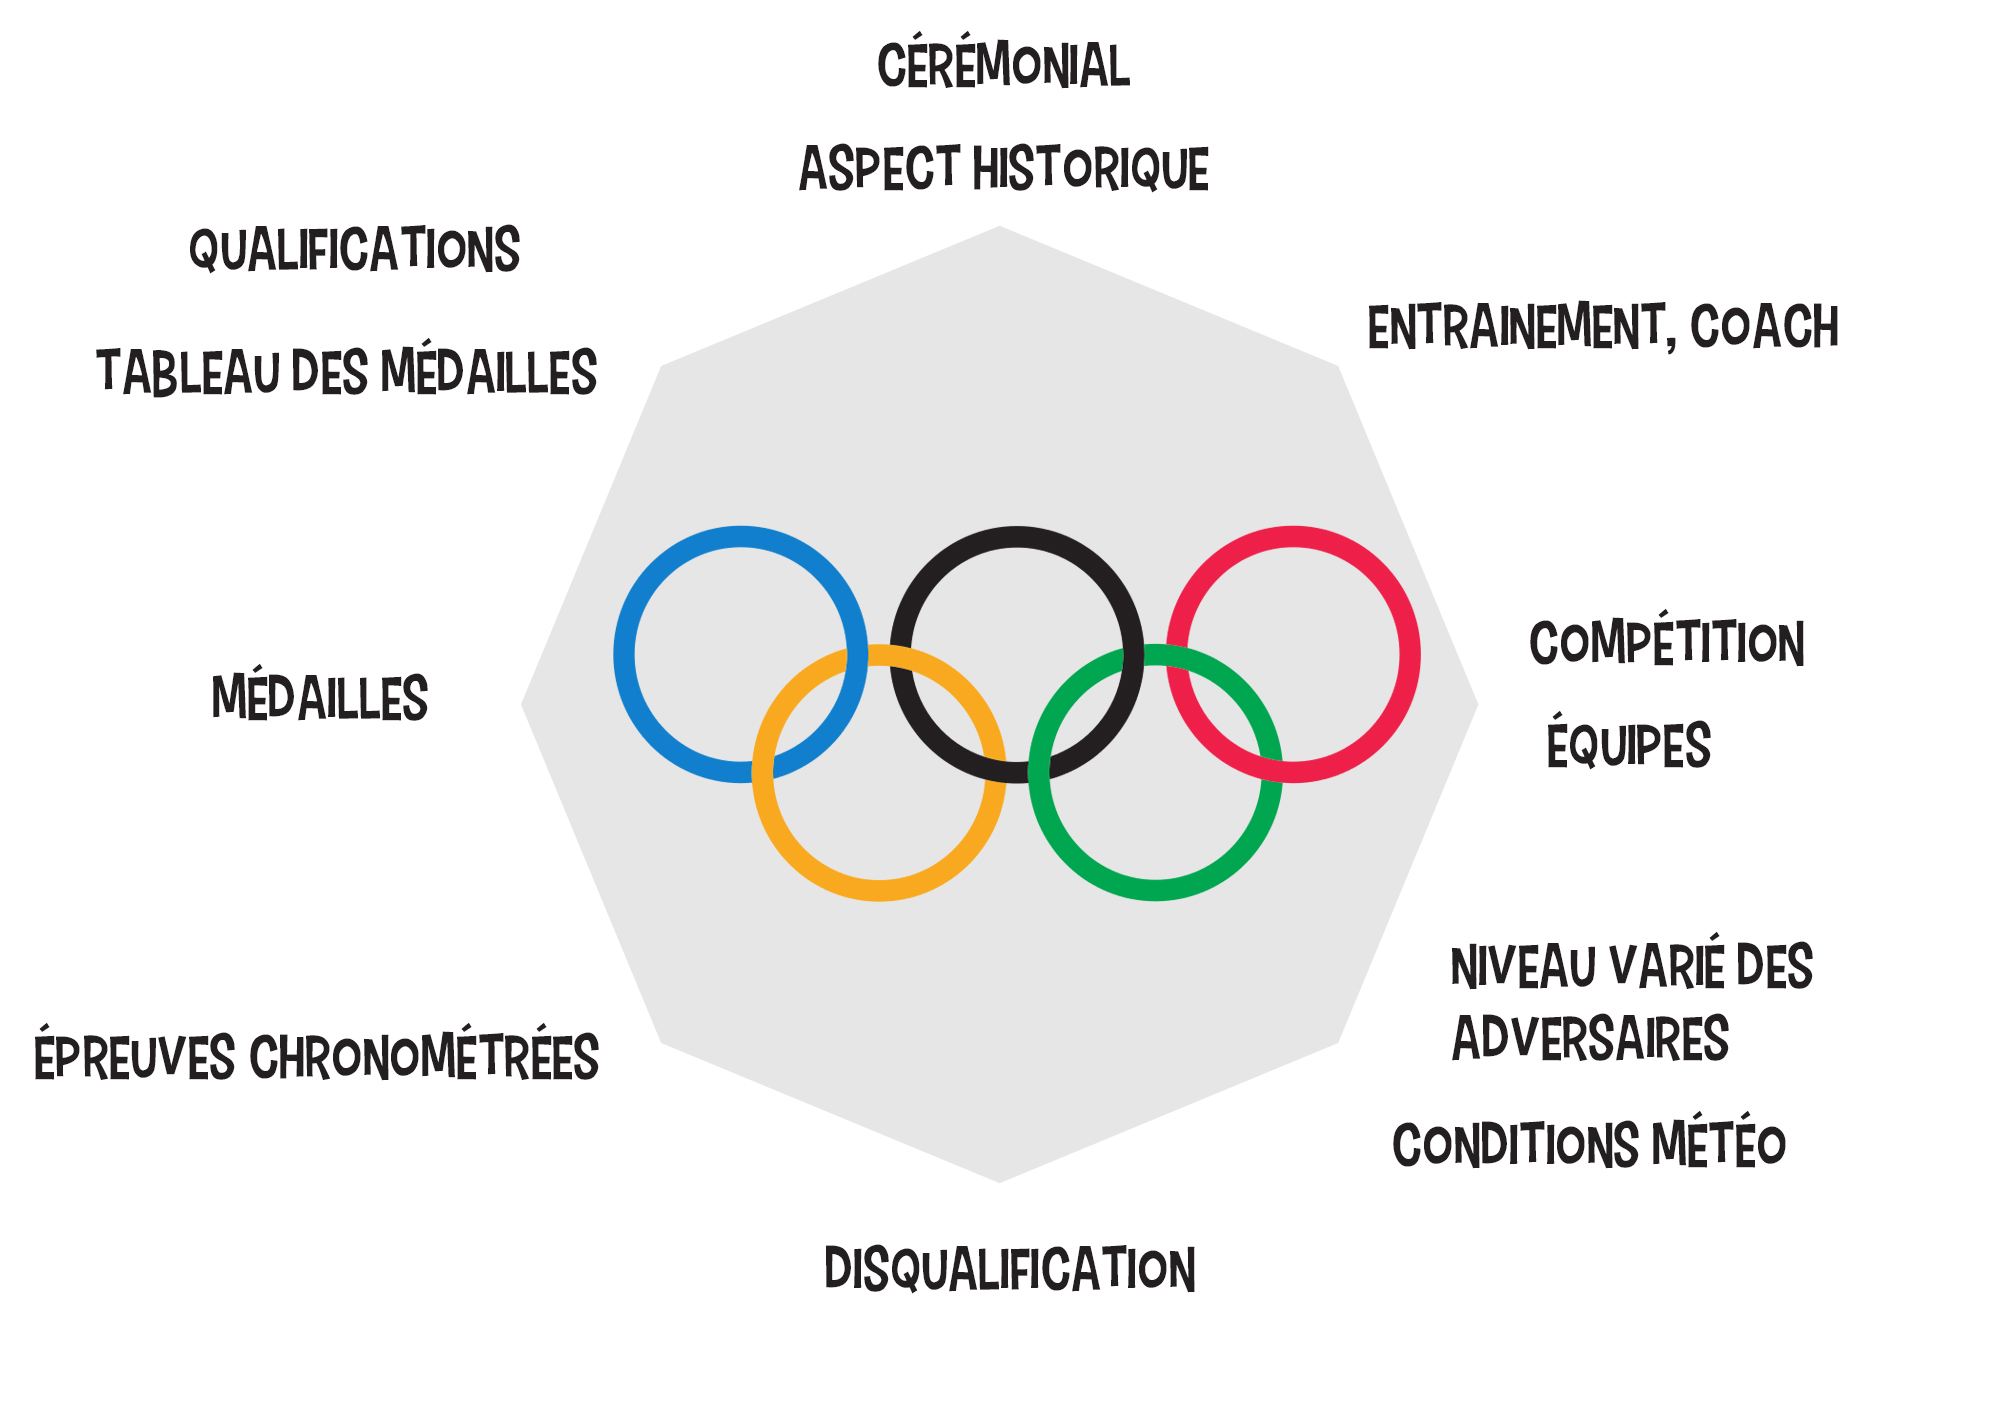 CÉRÉMONIAL
ASPECT HISTORIQUE
QUALIFICATIONS
TABLEAU DES MÉDAILLES
ENTRAINEMENT, COACH
MÉDAILLES
COMPÉTITION
ÉQUIPES
NIVEAU VARIÉ DES
ADVERSAIRES
ÉPREUVES CHRONOMÉTRÉES
CONDITIONS MÉTÉO
DISQUALIFICATION